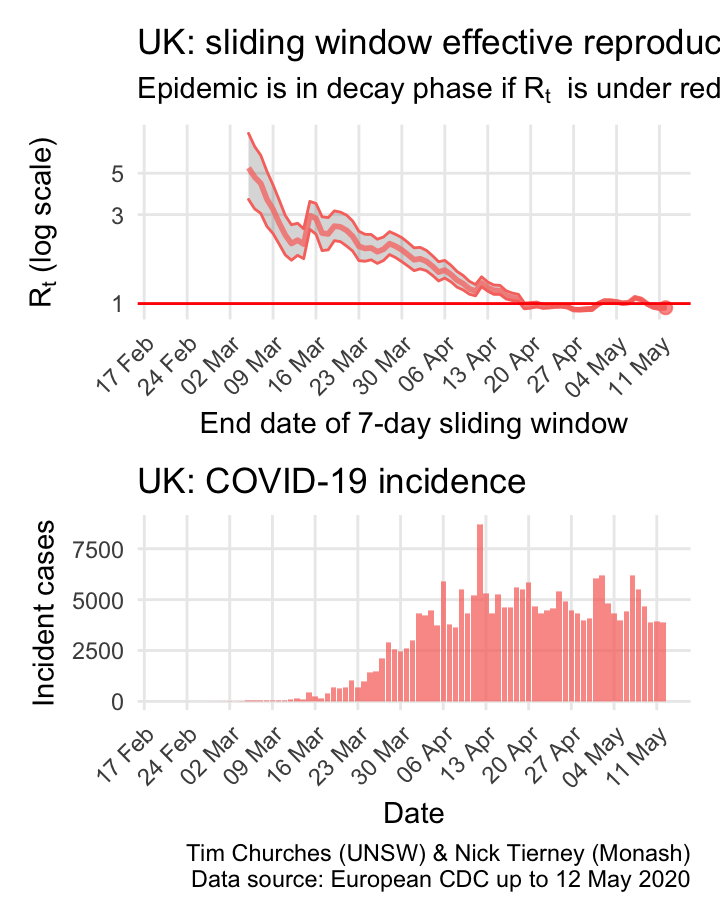 UK: sliding window effective reproduc
Epidemic is in decay phase if Rt is under red
Rt (log scale)
5
3
1
17 Feb
24 Feb
02 Mar
09 Mar
16 Mar
23 Mar
30 Mar
06 Apr
13 Apr
20 Apr
27 Apr
04 May
11 May
End date of 7-day sliding window
UK: COVID-19 incidence
Incident cases
7500
5000
2500
0
17 Feb
24 Feb
02 Mar
09 Mar
16 Mar
23 Mar
30 Mar
06 Apr
13 Apr
20 Apr
27 Apr
04 May
11 May
Date
Tim Churches (UNSW) & Nick Tierney (Monash)
Data source: European CDC up to 12 May 2020